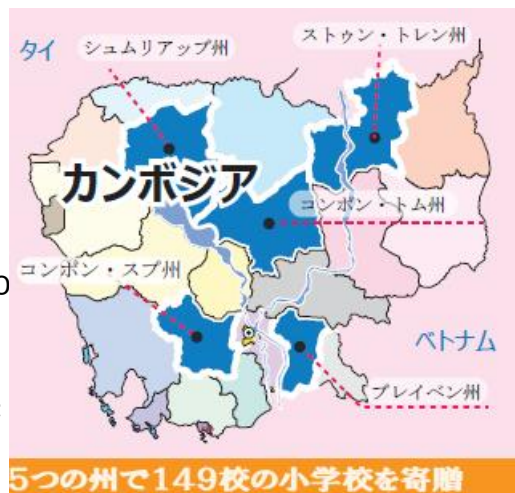 ストゥン・トレン州
タイ
シュムリアップ州
カンボジア
コンポン・トム州
コンポン・スプ州
ベトナム
プレイベン州
5つの州で149校の小学校を寄贈